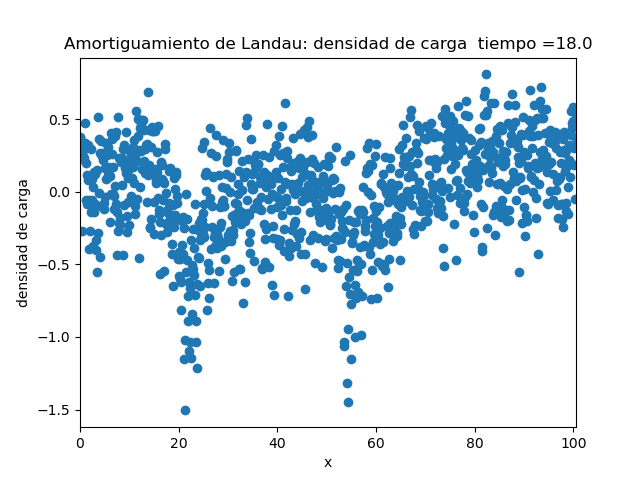 Amortiguamiento de Landau: densidad de carga  tiempo =18.0
densidad de carga
0.5
0.0
−0.5
−1.0
−1.5
0 20 40 60 80 100
x